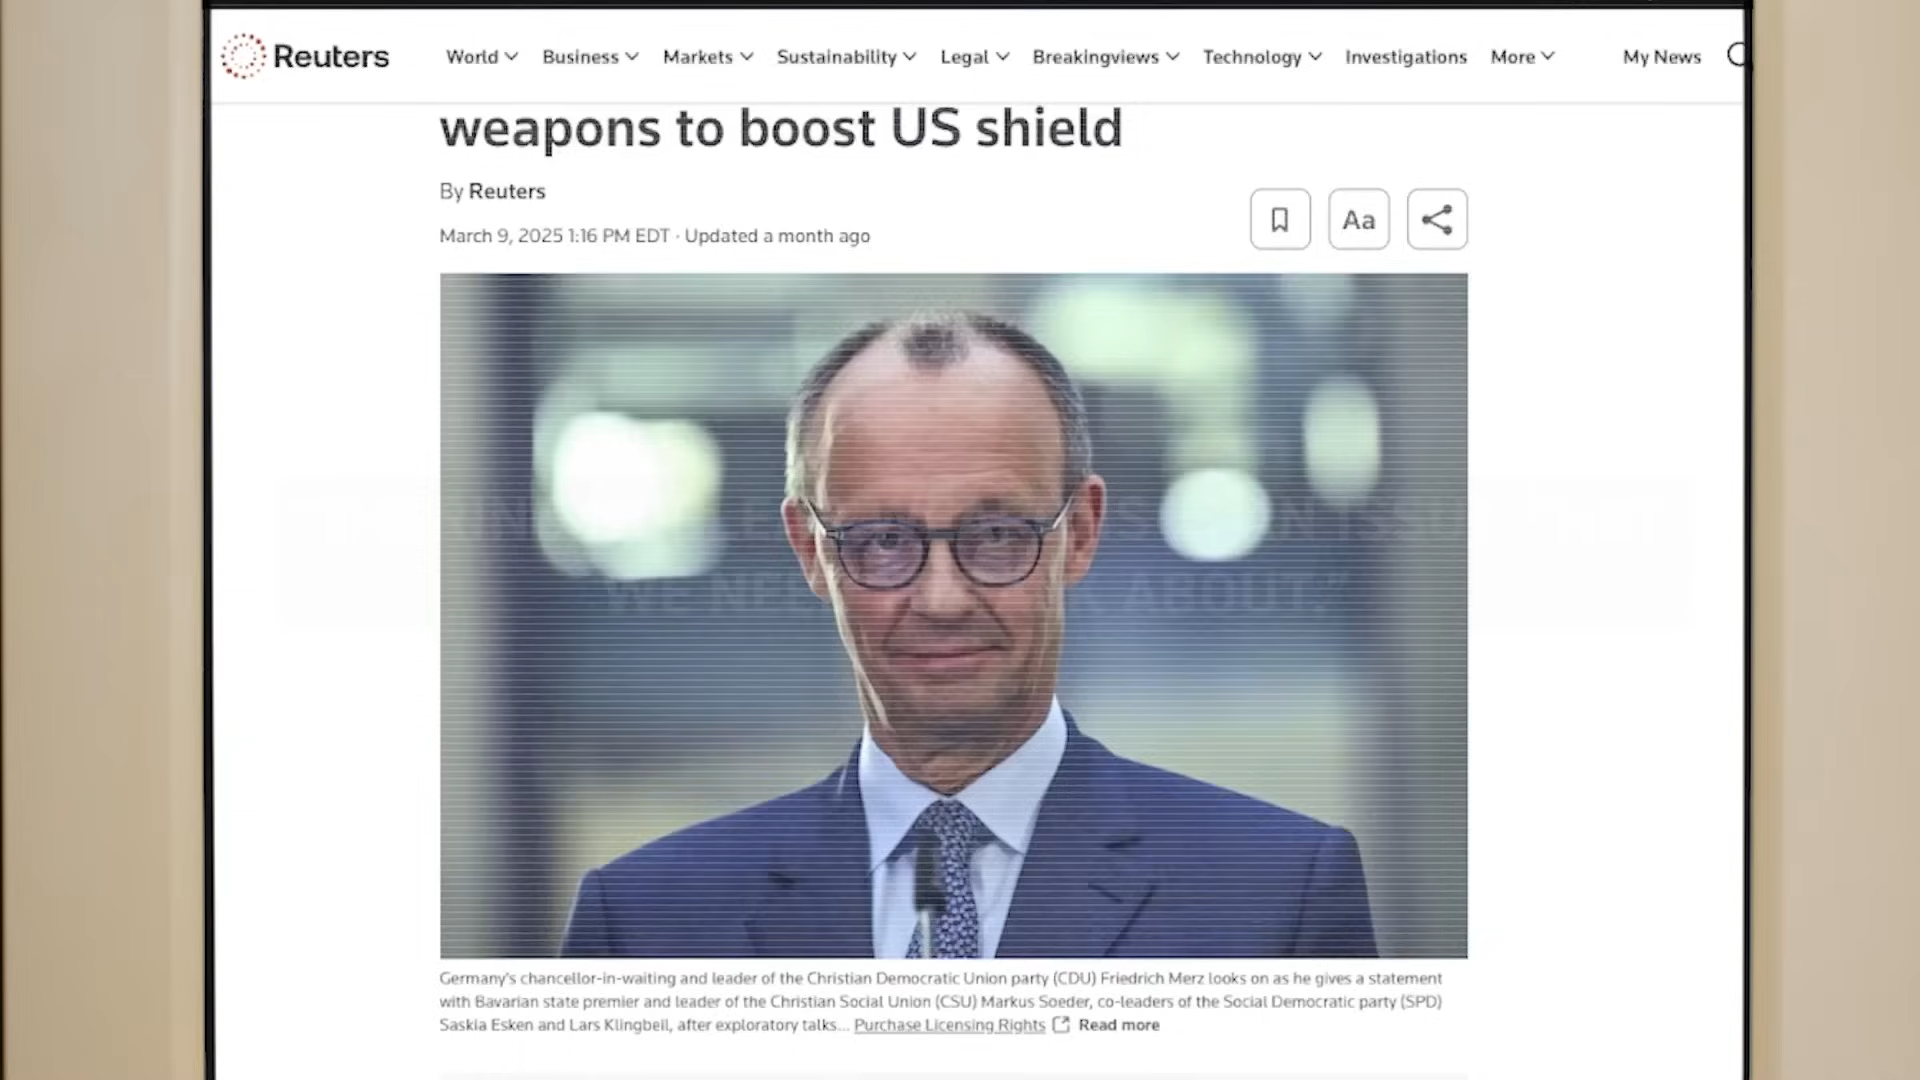 Reuters
World Business Markets Sustainability Legal Breakingviews Technology Investigations More My News
weapons to boost US shield
By Reuters
March 9, 2025 1:16 PM EDT · Updated a month ago
Aa
WE NEE ABOUT."
Germany's chancellor-in-waiting and leader of the Christian Democratic Union party (CDU) Friedrich Merz looks on as he gives a statement
with Bavarian state premier and leader of the Christian Social Union (CSU) Markus Soeder, co-leaders of the Social Democratic party (SPD)
Saskia Esken and Lars Klingbeil, after exploratory talks... Purchase Licensing Rights Read more